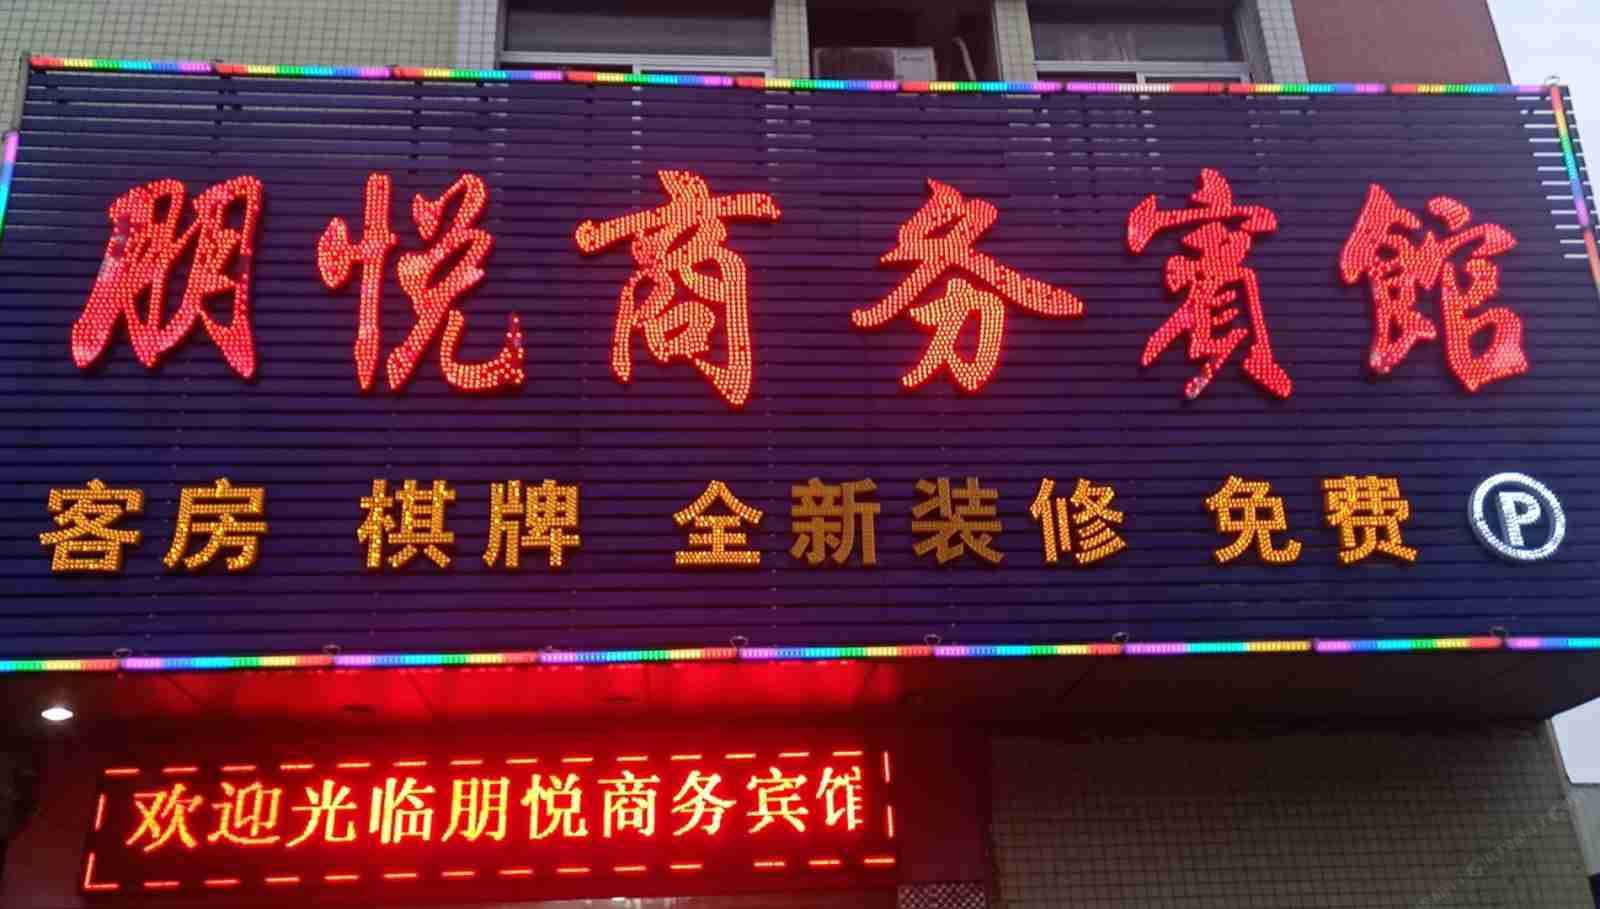 朋悦商务賓館
客房 棋牌 全新装修 免费 P
欢迎光临朋悦商务宾馆